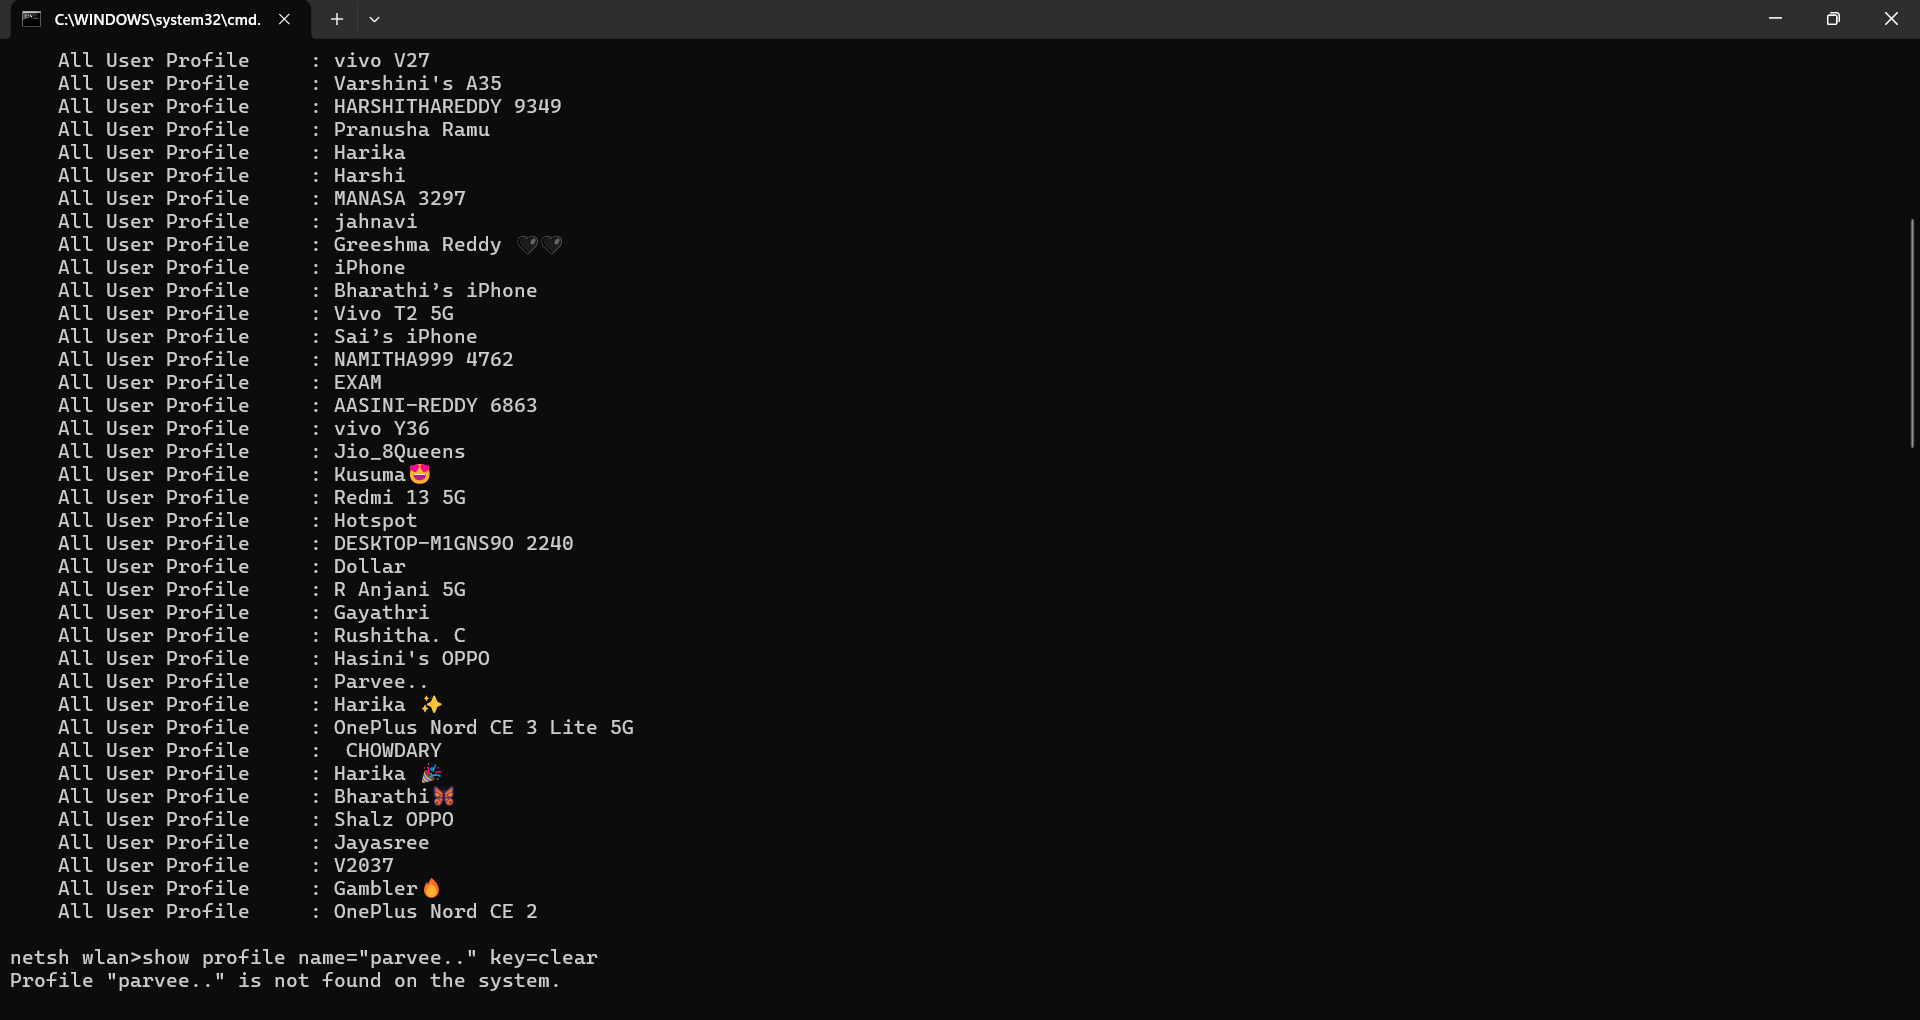 C:\WINDOWS\system32\cmd.
All User Profile : vivo V27
All User Profile : Varshini's A35
All User Profile : HARSHITHAREDDY 9349
All User Profile : Pranusha Ramu
All User Profile : Harika
All User Profile : Harshi
All User Profile : MANASA 3297
All User Profile : jahnavi
All User Profile : Greeshma Reddy 🖤🖤
All User Profile : iPhone
All User Profile : Bharathi’s iPhone
All User Profile : Vivo T2 5G
All User Profile : Sai’s iPhone
All User Profile : NAMITHA999 4762
All User Profile : EXAM
All User Profile : AASINI-REDDY 6863
All User Profile : vivo Y36
All User Profile : Jio_8Queens
All User Profile : Kusuma😍
All User Profile : Redmi 13 5G
All User Profile : Hotspot
All User Profile : DESKTOP-M1GNS9O 2240
All User Profile : Dollar
All User Profile : R Anjani 5G
All User Profile : Gayathri
All User Profile : Rushitha. C
All User Profile : Hasini's OPPO
All User Profile : Parvee..
All User Profile : Harika ✨
All User Profile : OnePlus Nord CE 3 Lite 5G
All User Profile :  CHOWDARY
All User Profile : Harika 🎉
All User Profile : Bharathi🦋
All User Profile : Shalz OPPO
All User Profile : Jayasree
All User Profile : V2037
All User Profile : Gambler🔥
All User Profile : OnePlus Nord CE 2
netsh wlan>show profile name="parvee.." key=clear
Profile "parvee.." is not found on the system.